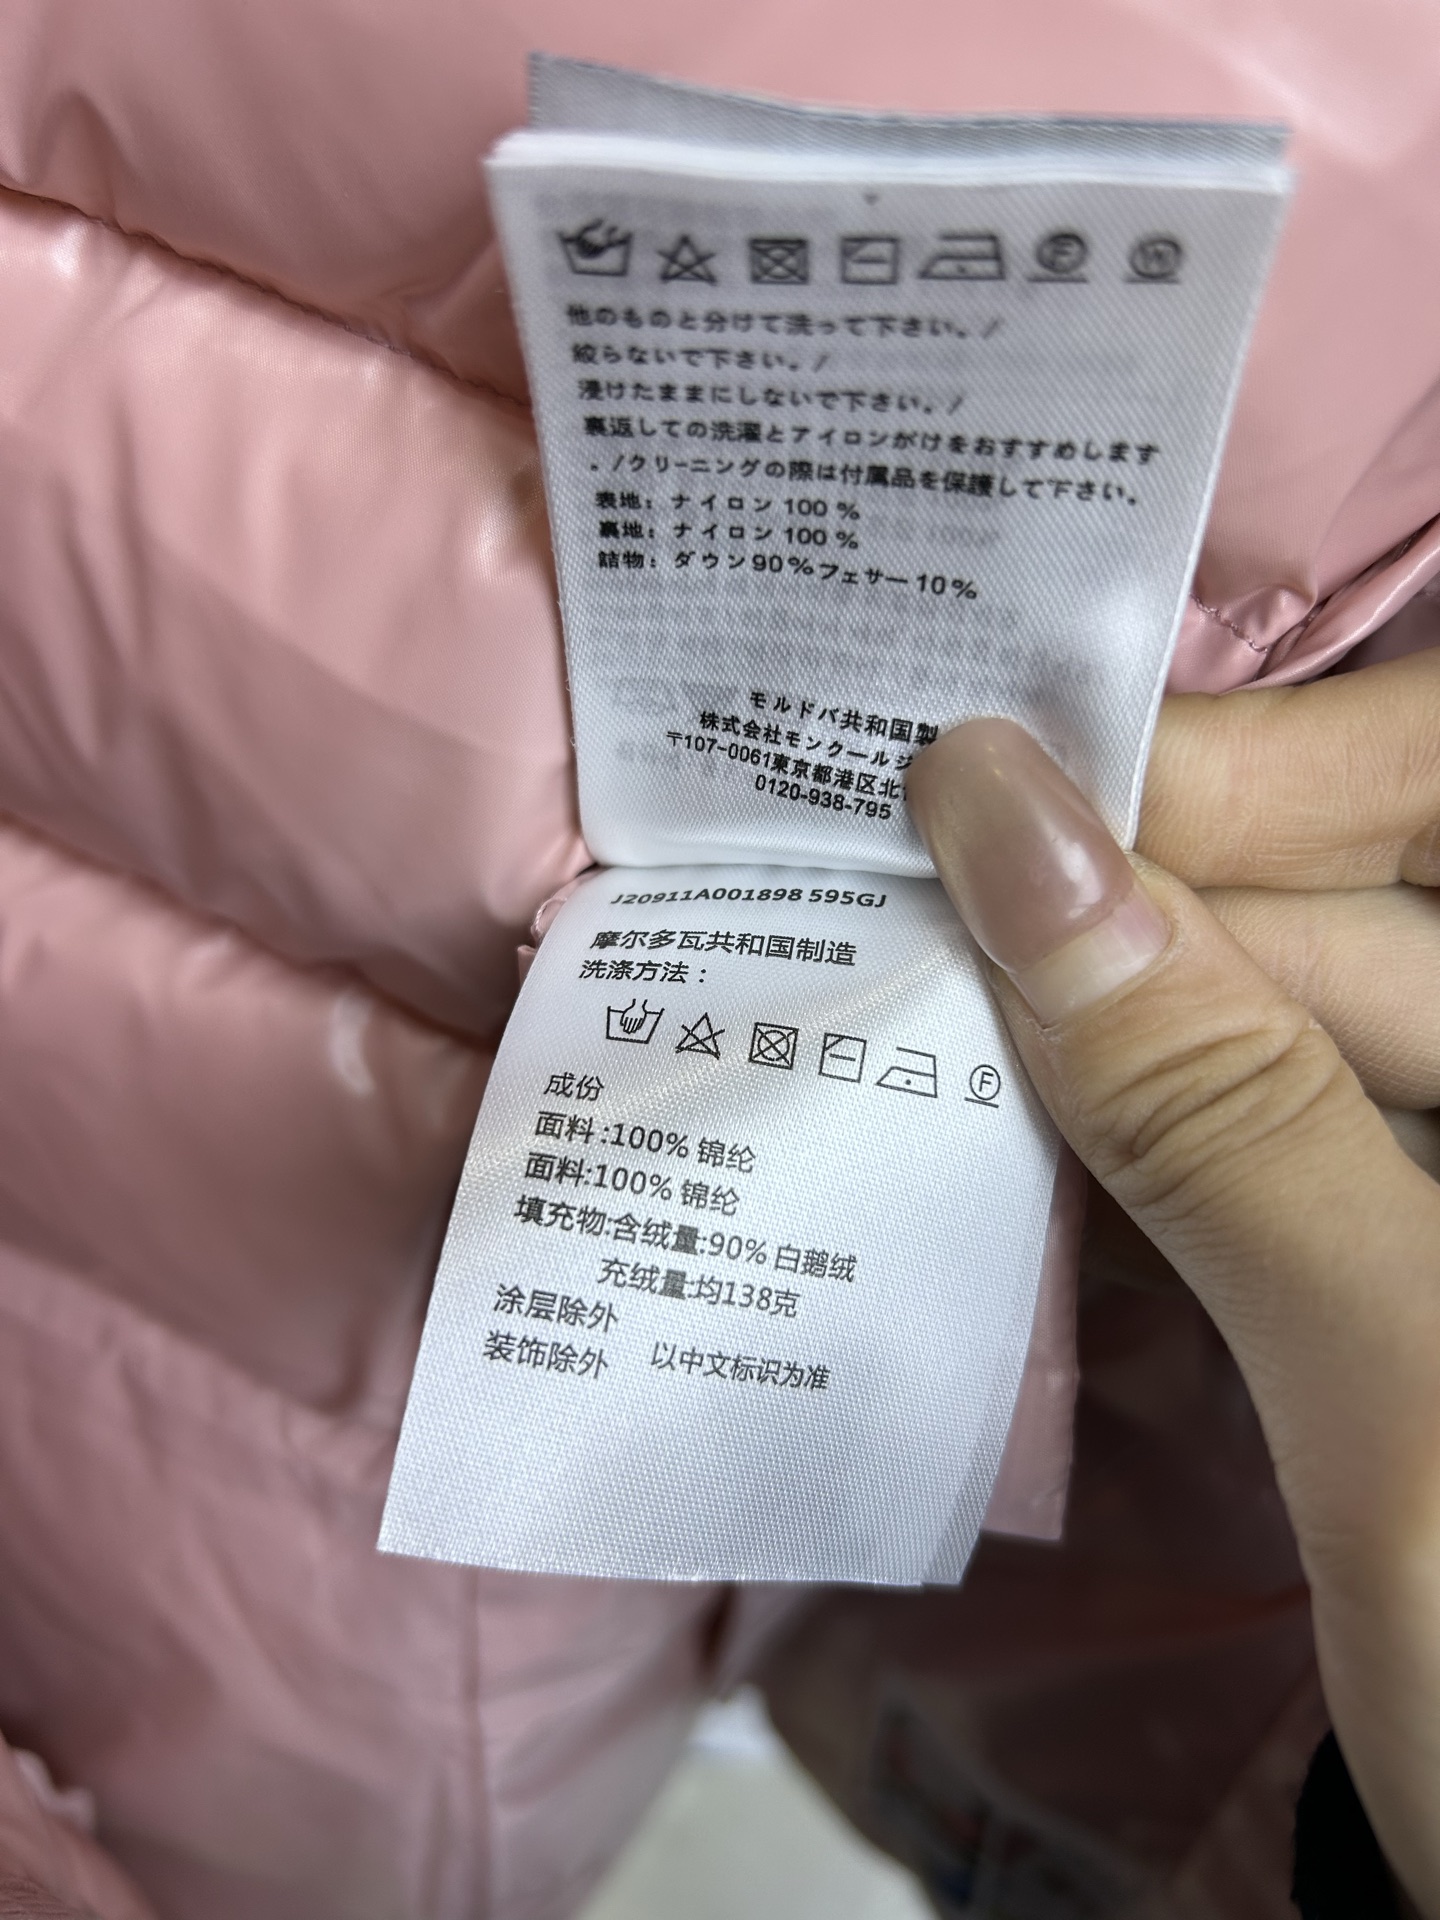 他のものと分けて洗って下さい。/
絞らないで下さい。/
浸けたままにしないで下さい。/
裏返しての洗濯とアイロンがけをおすすめします
。/クリーニングの際は付属品を保護して下さい。
表地: ナイロン 100 %
裏地: ナイロン 100 %
詰物: ダウン 90%フェサー 10%
モルドバ共和国製
株式会社モンクールジ
〒107-0061東京都港区北
0120-938-795
J20911A001898 595GJ
摩尔多瓦共和国制造
洗涤方法：
F
成份
面料:100% 锦纶
面料:100% 锦纶
填充物:含绒量:90% 白鹅绒
充绒量:均138克
涂层除外
装饰除外 以中文标识为准